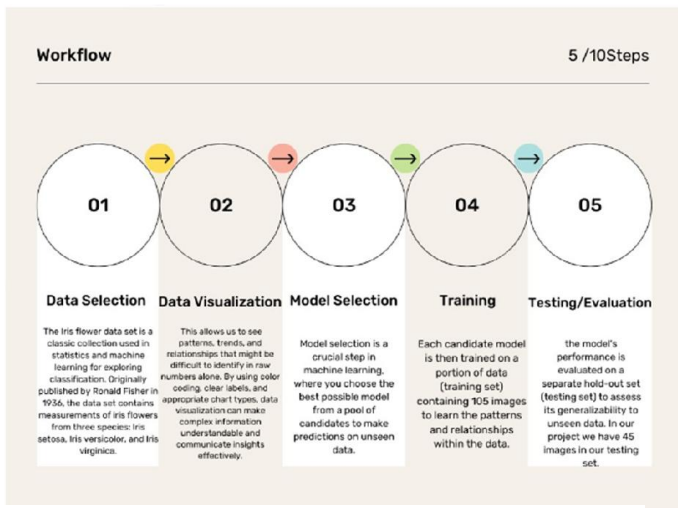 Workflow
5 /10Steps
01
02
03
04
05
Data Selection
The Iris flower data set is a
classic collection used in
statistics and machine
learning for exploring
classification. Originally
published by Ronald Fisher in
1936, the data set contains
measurements of iris flowers
from three species: Iris
setosa, Iris versicolor, and Iris
virginica.
Data Visualization
This allows us to see
patterns, trends, and
relationships that might be
difficult to identify in raw
numbers alone. By using color
coding, clear labels, and
appropriate chart types, data
visualization can make
complex information
understandable and
communicate insights
effectively.
Model Selection
Model selection is a
crucial step in
machine learning,
where you choose the
best possible model
from a pool of
candidates to make
predictions on unseen
data.
Training
Each candidate model
is then trained on a
portion of data
(training set)
containing 105 images
to learn the patterns
and relationships
within the data.
Testing/Evaluation
the model's
performance is
evaluated on a
separate hold-out set
(testing set) to assess
its generalizability to
unseen data. In our
project we have 45
images in our testing
set.